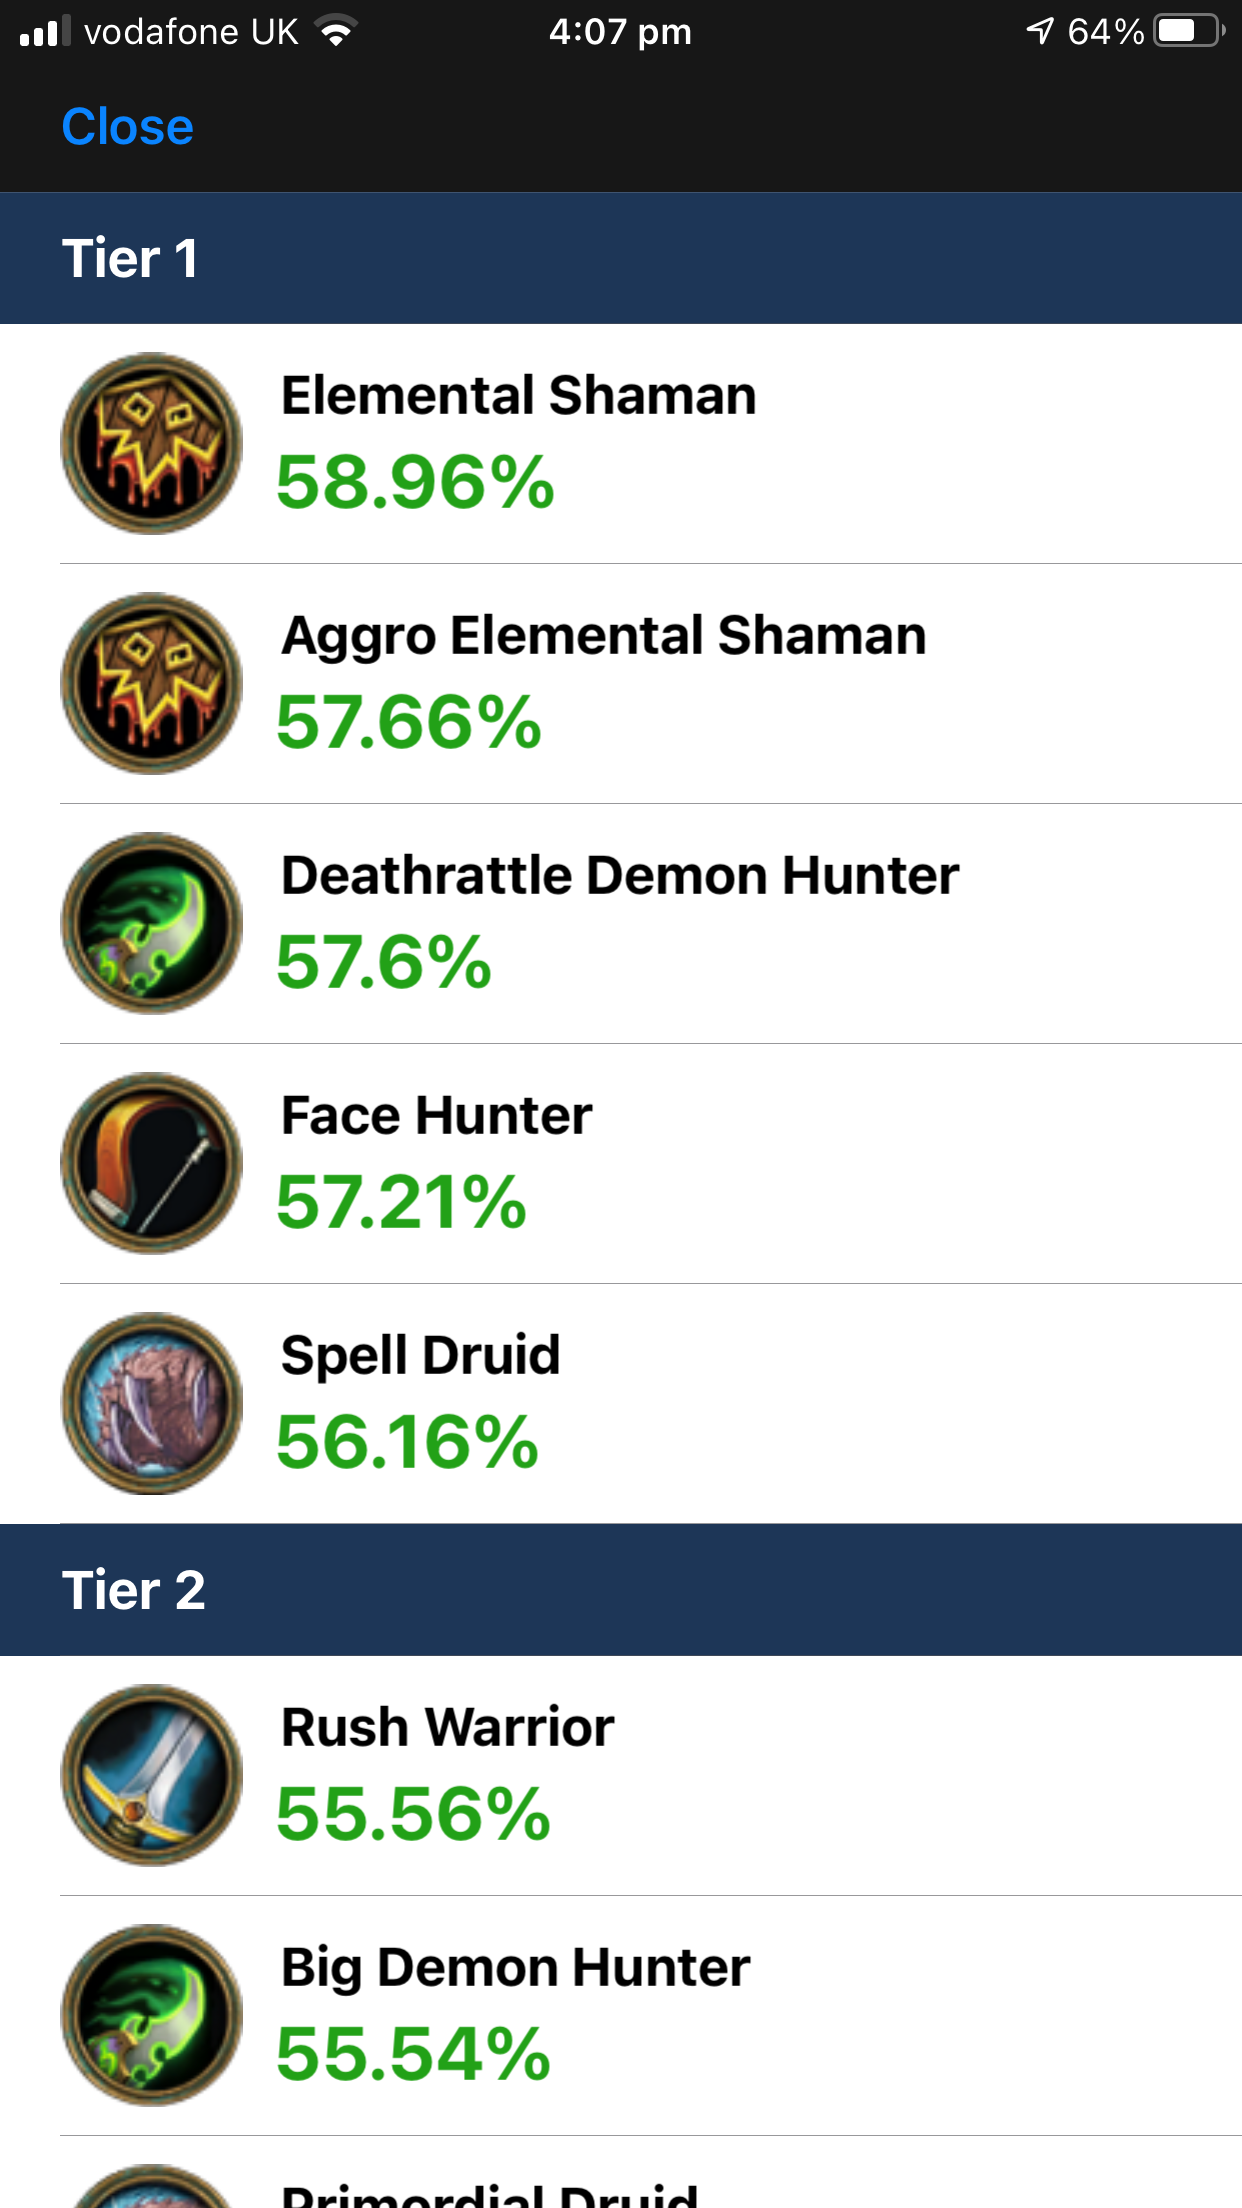 vodafone UK 4:07 pm 64%
Close
Tier 1
Elemental Shaman
58.96%
Aggro Elemental Shaman
57.66%
Deathrattle Demon Hunter
57.6%
Face Hunter
57.21%
Spell Druid
56.16%
Tier 2
Rush Warrior
55.56%
Big Demon Hunter
55.54%
Primordial Druid